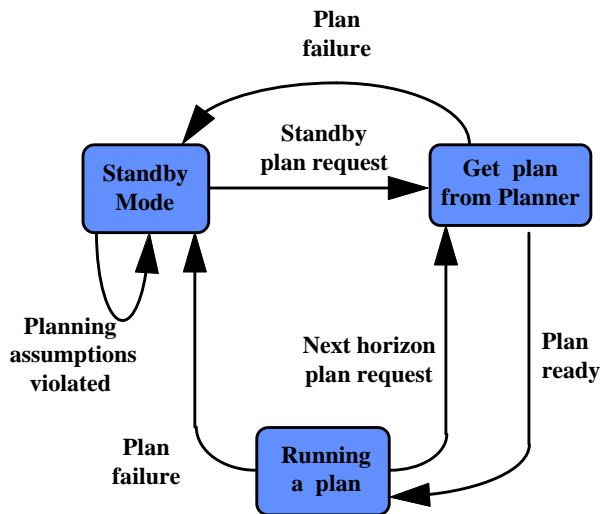 Plan
failure
Standby
plan request
Standby
Mode
Get plan
from Planner
Planning
assumptions
violated
Next horizon
plan request
Plan
ready
Plan
failure
Running
a plan